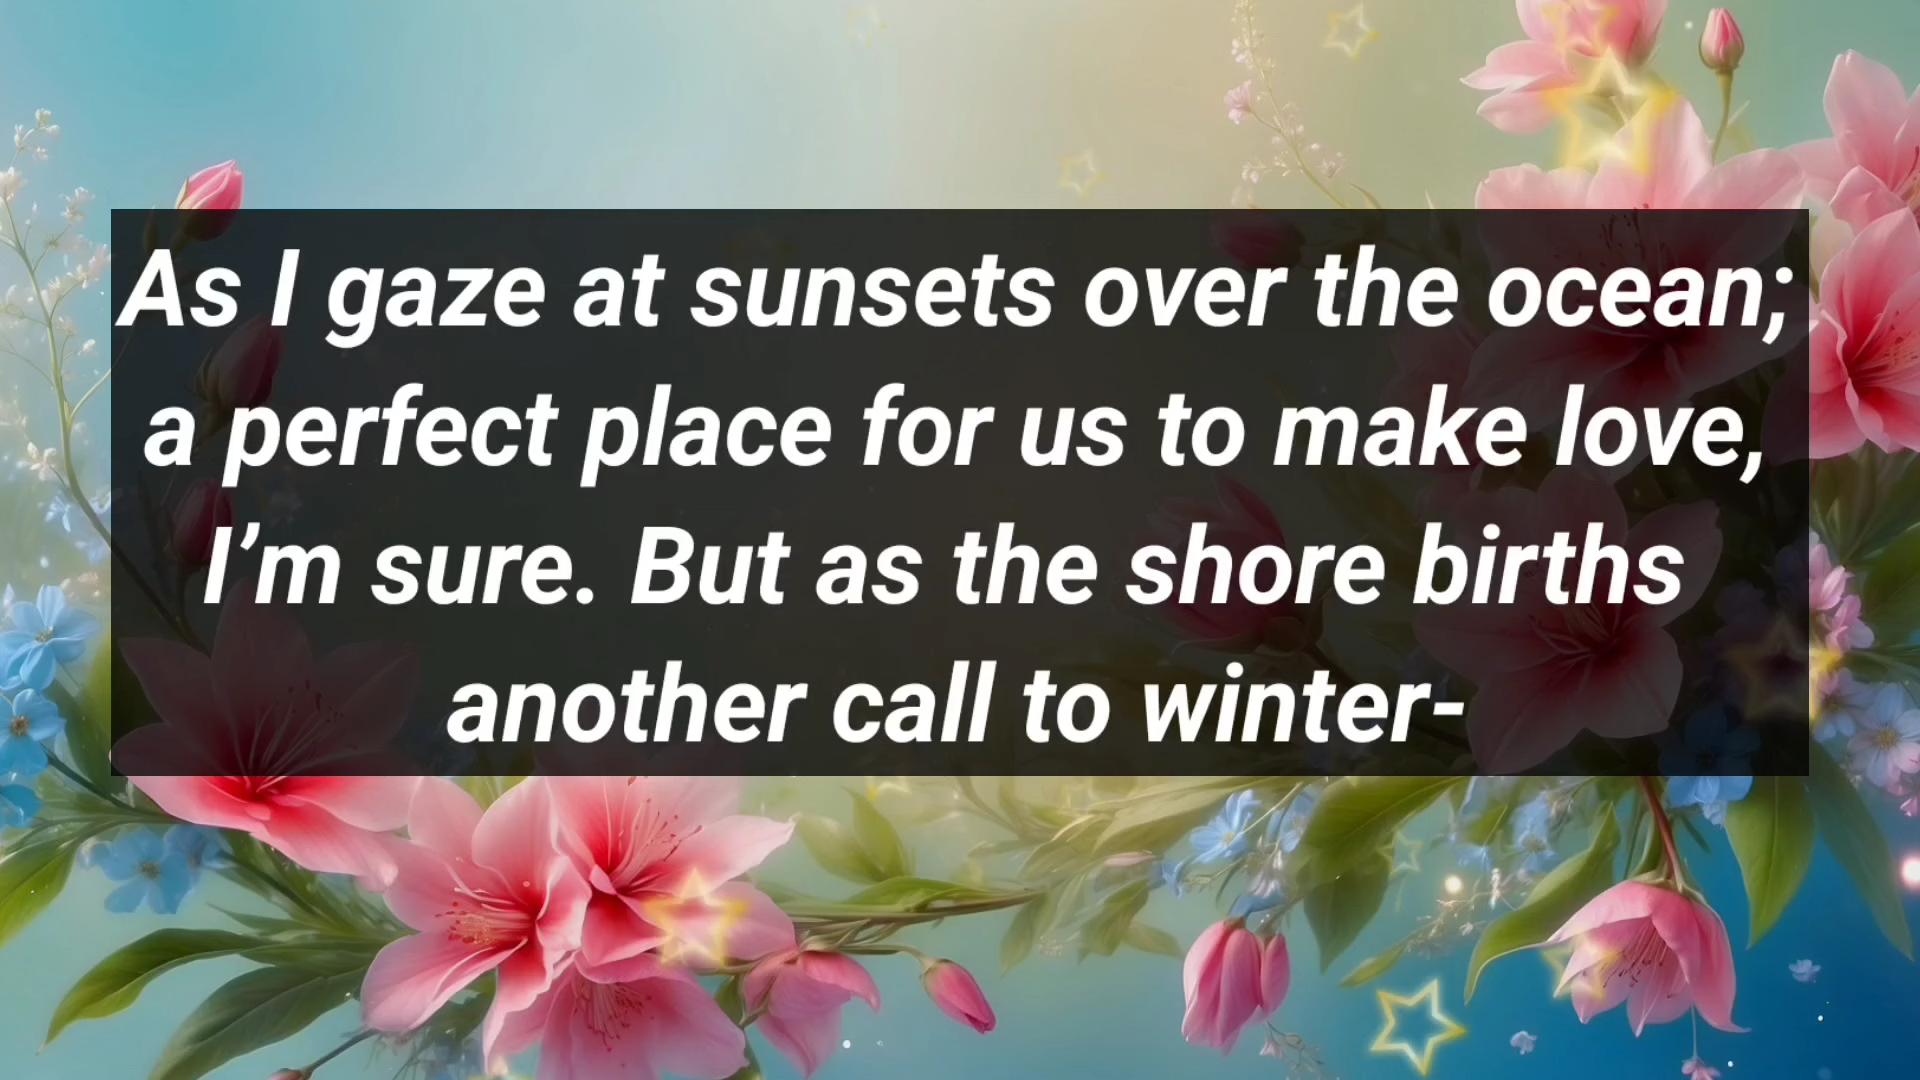 As I gaze at sunsets over the ocean;
a perfect place for us to make love,
I’m sure. But as the shore births
another call to winter-